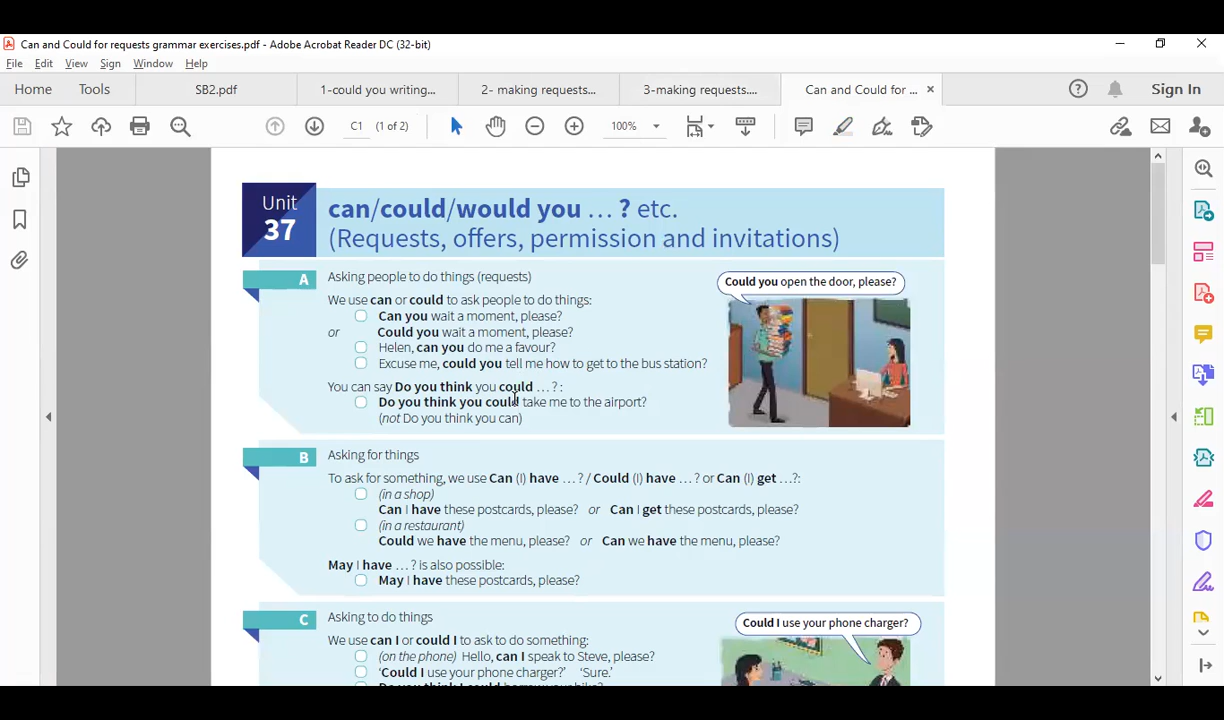 Can and Could for requests grammar exercises.pdf - Adobe Acrobat Reader DC (32-bit)
File Edit View Sign Window Help
Home Tools SB2.pdf 1-could you writing... 2- making requests... 3-making requests.... Can and Could for ... × Sign In
C1 (1 of 2) 100%
Unit
37
can/could/would you ... ? etc.
(Requests, offers, permission and invitations)
A Asking people to do things (requests)
We use can or could to ask people to do things:
Can you wait a moment, please?
or Could you wait a moment, please?
Helen, can you do me a favour?
Excuse me, could you tell me how to get to the bus station?
You can say Do you think you could ... ? :
Do you think you could take me to the airport?
(not Do you think you can)
Could you open the door, please?
B Asking for things
To ask for something, we use Can (I) have ... ? / Could (I) have ... ? or Can (I) get ...?:
(in a shop)
Can I have these postcards, please? or Can I get these postcards, please?
(in a restaurant)
Could we have the menu, please? or Can we have the menu, please?
May I have ... ? is also possible:
May I have these postcards, please?
C Asking to do things
We use can I or could I to ask to do something:
(on the phone) Hello, can I speak to Steve, please?
‘Could I use your phone charger?’ ‘Sure.’
Do you think I could borrow your bike?
Could I use your phone charger?